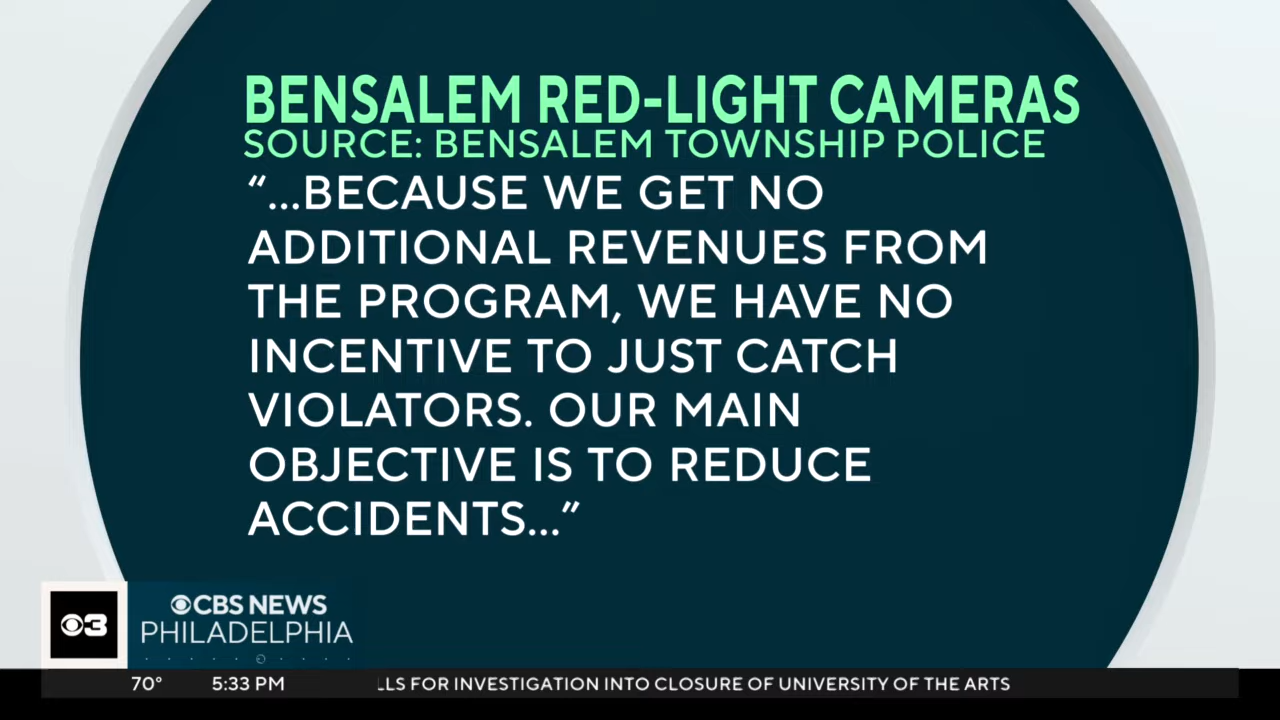 BENSALEM RED-LIGHT CAMERAS
SOURCE: BENSALEM TOWNSHIP POLICE
“...BECAUSE WE GET NO
ADDITIONAL REVENUES FROM
THE PROGRAM, WE HAVE NO
INCENTIVE TO JUST CATCH
VIOLATORS. OUR MAIN
OBJECTIVE IS TO REDUCE
ACCIDENTS...”
3
CBS NEWS
PHILADELPHIA
70° 5:33 PM LLS FOR INVESTIGATION INTO CLOSURE OF UNIVERSITY OF THE ARTS